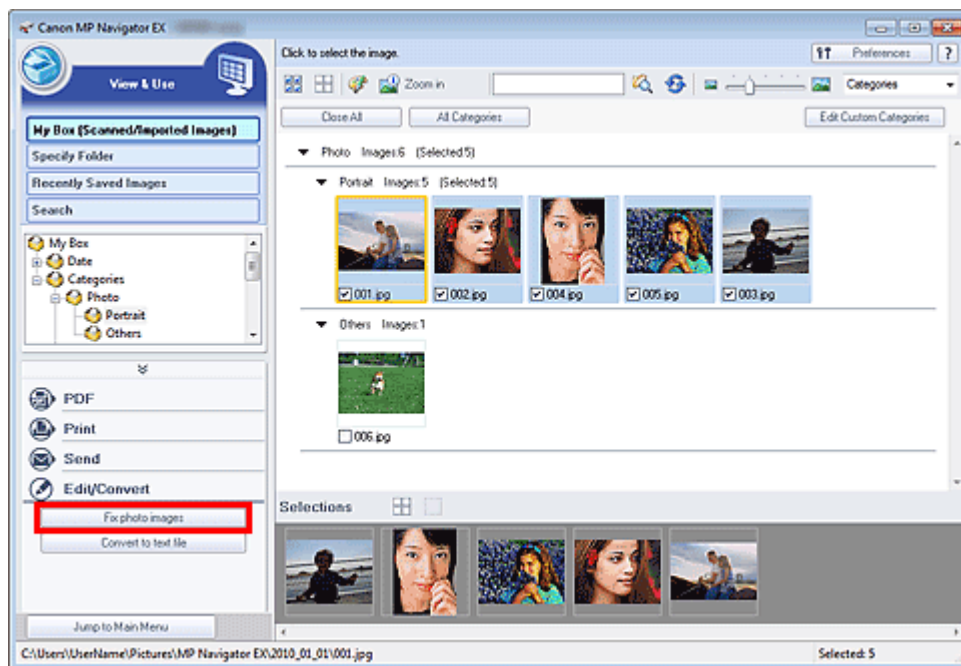 Canon MP Navigator EX
View & Use
My Box (Scanned/Imported Images)
Specify Folder
Recently Saved Images
Search
My Box
Date
Categories
Photo
Portrait
Others
PDF
Print
Send
Edit/Convert
Fix photo images
Convert to text file
Jump to Main Menu
Click to select the image.
Preferences
?
Zoom in
Categories
Close All
All Categories
Edit Custom Categories
Photo Images:6 (Selected:5)
Portrait Images:5 (Selected:5)
001.jpg
002.jpg
004.jpg
005.jpg
003.jpg
Others Images:1
006.jpg
Selections
C:\Users\UserName\Pictures\MP Navigator EX\2010_01_01\001.jpg
Selected: 5